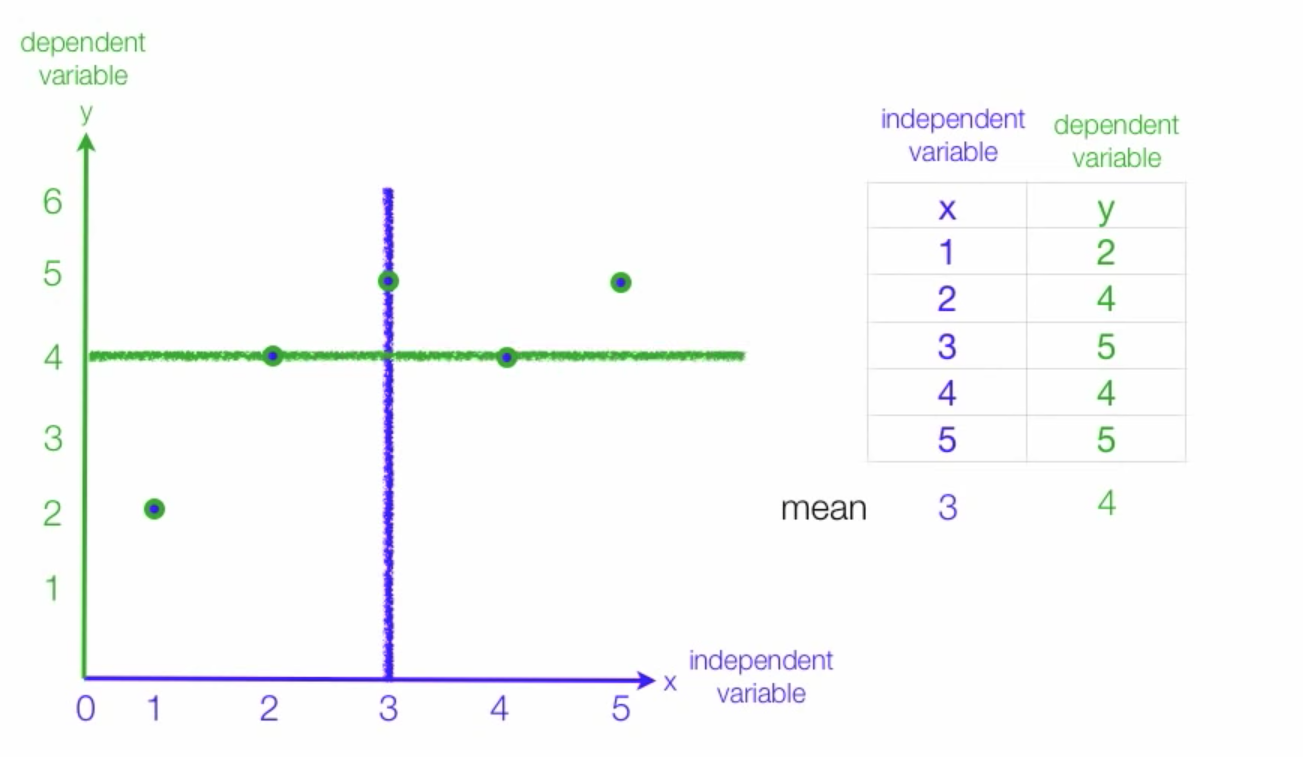 dependent
variable
y
6
5
4
3
2
1
0 1 2 3 4 5
x
independent
variable
independent
variable
dependent
variable
x y
1 2
2 4
3 5
4 4
5 5
mean 3 4